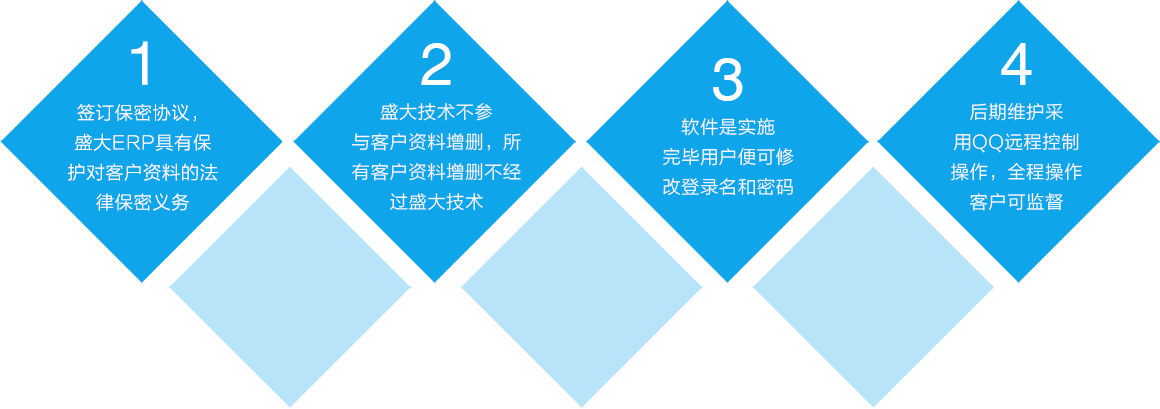 1
签订保密协议，
盛大ERP具有保
护对客户资料的法
律保密义务
2
盛大技术不参
与客户资料增删，所
有客户资料增删不经
过盛大技术
3
软件是实施
完毕用户便可修
改登录名和密码
4
后期维护采
用QQ远程控制
操作，全程操作
客户可监督